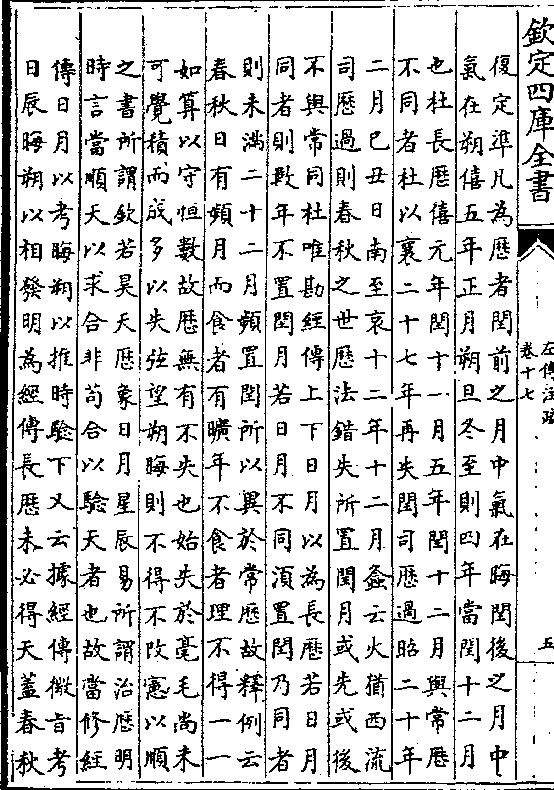 欽定四庫全書
左傳注疏
卷十七
五
復定準凡為歷者閏前之月中氣在晦閏後之月中
氣在朔僖五年正月朔旦冬至則四年當閏十二月
也杜長歷僖元年閏十一月五年閏十二月與常歷
不同者杜以襄二十七年再失閏司歷過昭二十年
二月己丑日南至哀十二年十二月螽云火猶西流
司歷過則春秋之世歷法錯失所置閏月或先或後
不與常同杜唯勘經傳上下日月以為長歷若日月
同者則數年不置閏月若日月不同須置閏乃同者
則未滿二十二月頻置閏所以異於常歷故釋例云
春秋日有頻月而食者有曠年不食者理不得一一
如算以守恒數故歷無有不失也始失於毫毛尚未
可覺積而成多以失弦望朔晦則不得不改憲以順
之書所謂欽若昊天歷象日月星辰易所謂治歷明
時言當順天以求合非苟合以驗天者也故當修經
傳日月以考晦朔以推時驗下又云據經傳微旨考
日辰晦朔以相發明為經傳長歷未必得天蓋春秋